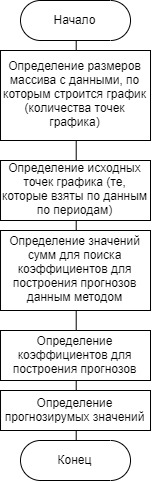 Начало
Определение размеров
массива с данными, по
которым строится график
(количества точек
графика)
Определение исходных
точек графика (те,
которые взяты по данным
по периодам)
Определение значений
сумм для поиска
коэффициентов для
построения прогнозов
данным методом
Определение
коэффициентов для
построения прогнозов
Определение
прогнозирумых значений
Конец